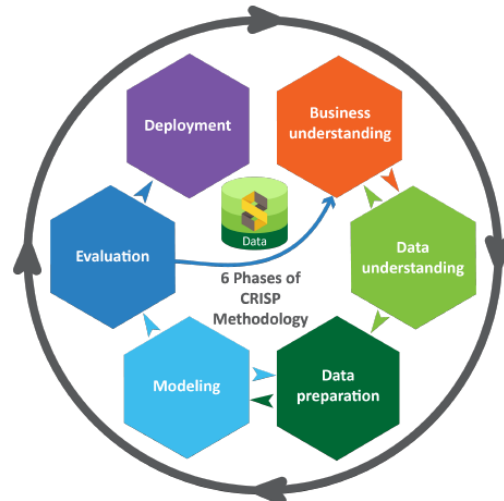 Deployment
Business
understanding
Data
Evaluation
Data
understanding
6 Phases of
CRISP
Methodology
Modeling
Data
preparation